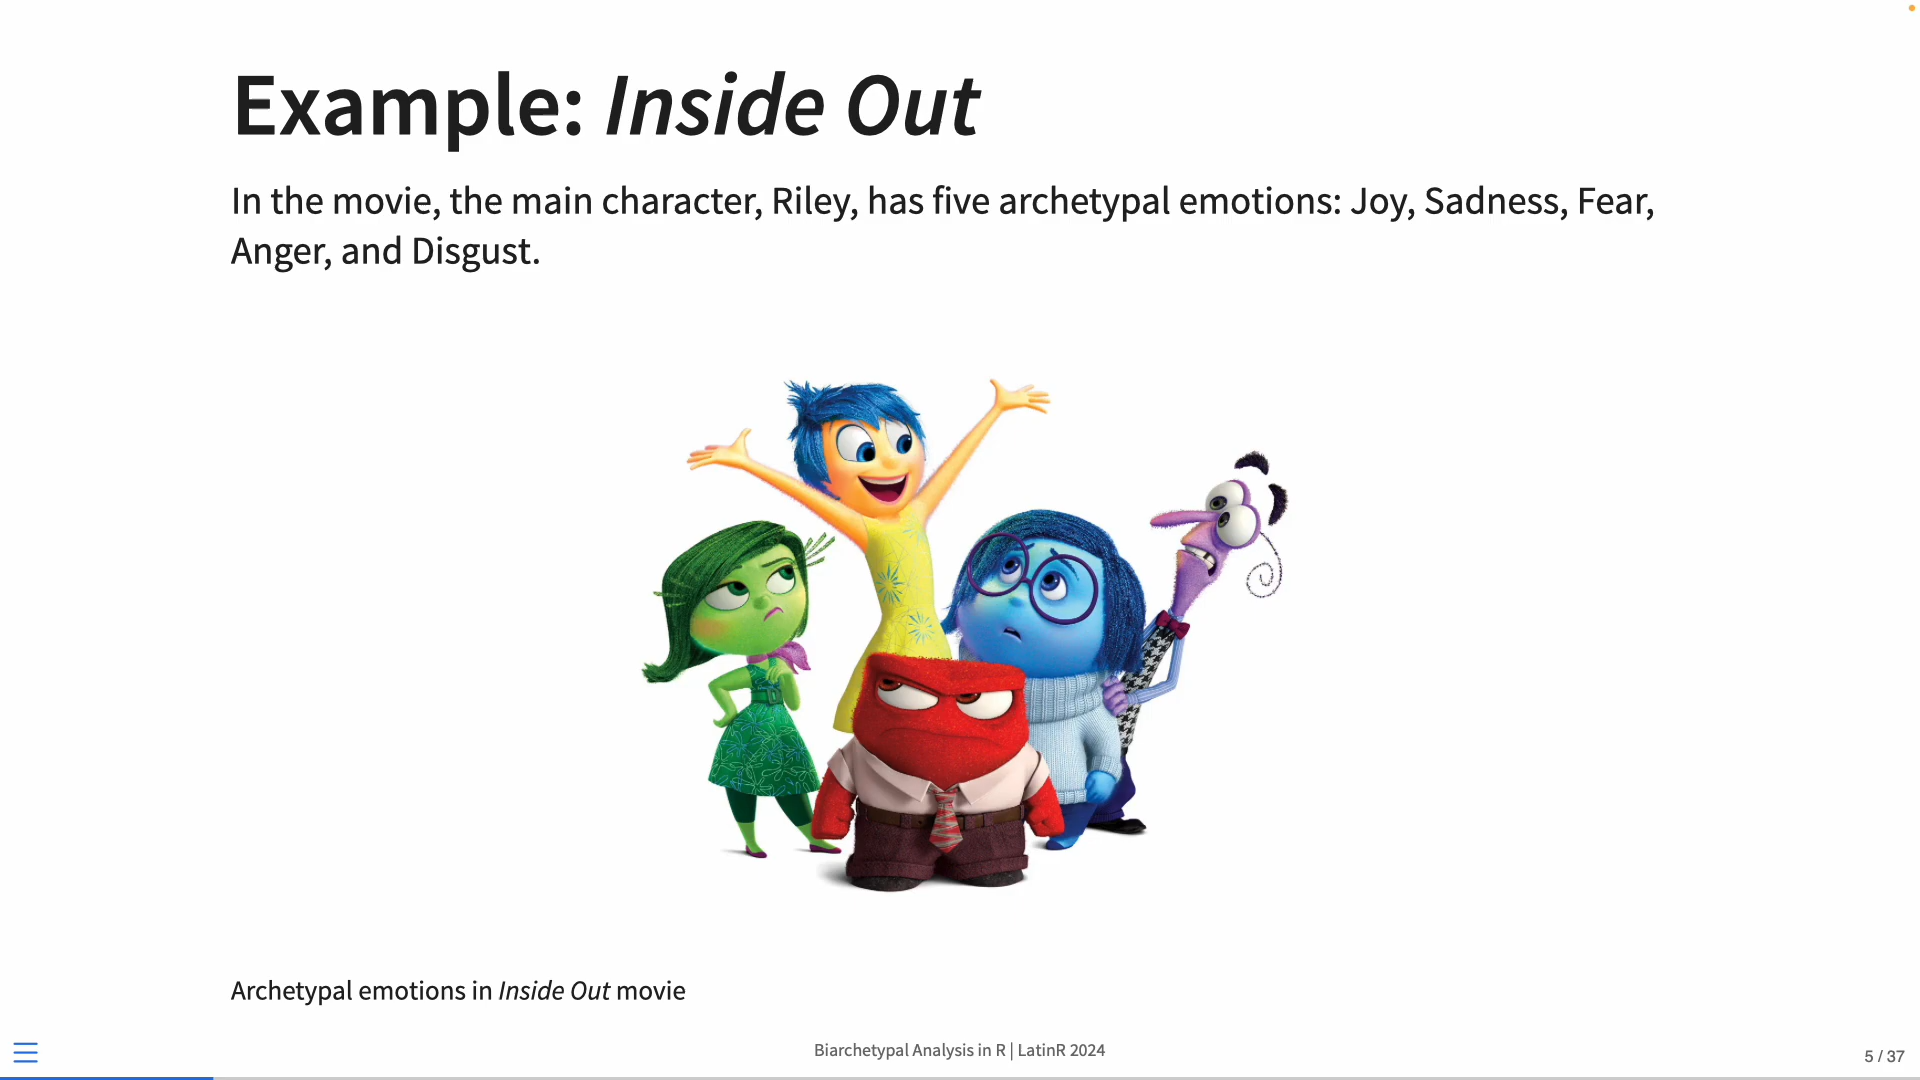 Example: Inside Out
In the movie, the main character, Riley, has five archetypal emotions: Joy, Sadness, Fear,
Anger, and Disgust.
Archetypal emotions in Inside Out movie
Biarchetypal Analysis in R | LatinR 2024
5 / 37